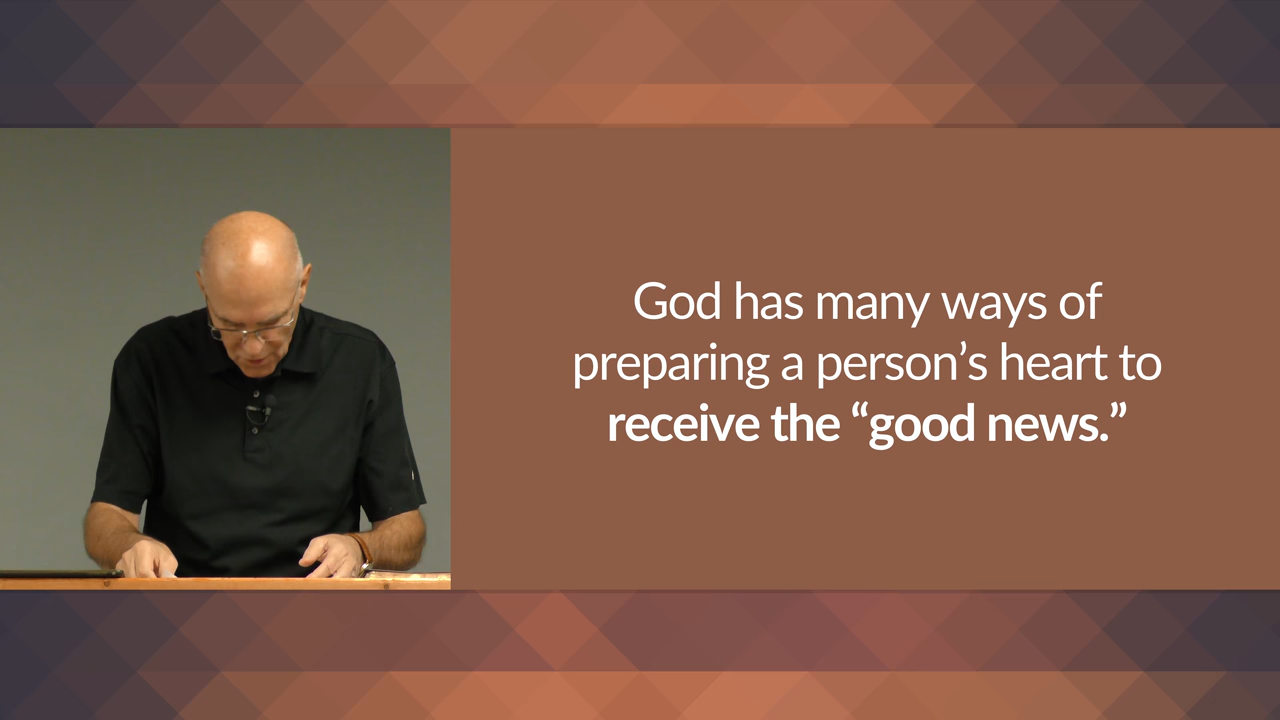 God has many ways of
preparing a person’s heart to
receive the “good news.”